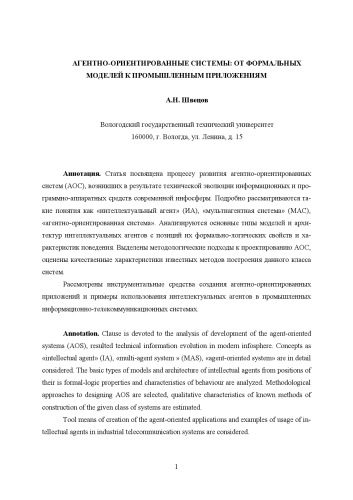 АГЕНТНО-ОРИЕНТИРОВАННЫЕ СИСТЕМЫ: ОТ ФОРМАЛЬНЫХ
МОДЕЛЕЙ К ПРОМЫШЛЕННЫМ ПРИЛОЖЕНИЯМ
А.Н. Швецов
Вологодский государственный технический университет
160000, г. Вологда, ул. Ленина, д. 15
Аннотация. Статья посвящена процессу развития агентно-ориентированных
систем (АОС), возникших в результате технической эволюции информационных и про-
граммно-аппаратных средств современной инфосферы. Подробно рассматриваются та-
кие понятия как «интеллектуальный агент» (ИА), «мультиагентная система» (МАС),
«агентно-ориентированная система». Анализируются основные типы моделей и архи-
тектур интеллектуальных агентов с позиций их формально-логических свойств и ха-
рактеристик поведения. Выделены методологические подходы к проектированию АОС,
оценены качественные характеристики известных методов построения данного класса
систем.
Рассмотрены инструментальные средства создания агентно-ориентированных
приложений и примеры использования интеллектуальных агентов в промышленных
информационно-телекоммуникационных системах.
Annotation. Clause is devoted to the analysis of development of the agent-oriented
systems (AOS), resulted technical information evolution in modern infosphere. Concepts as
«intellectual agent» (IA), «multi-agent system » (MAS), «agent-oriented system» are in detail
considered. The basic types of models and architecture of intellectual agents from positions of
their is formal-logic properties and characteristics of behaviour are analyzed. Methodological
approaches to designing AOS are selected, qualitative characteristics of known methods of
construction of the given class of systems are estimated.
Tool means of creation of the agent-oriented applications and examples of usage of in-
tellectual agents in industrial telecommunication systems are considered.
1